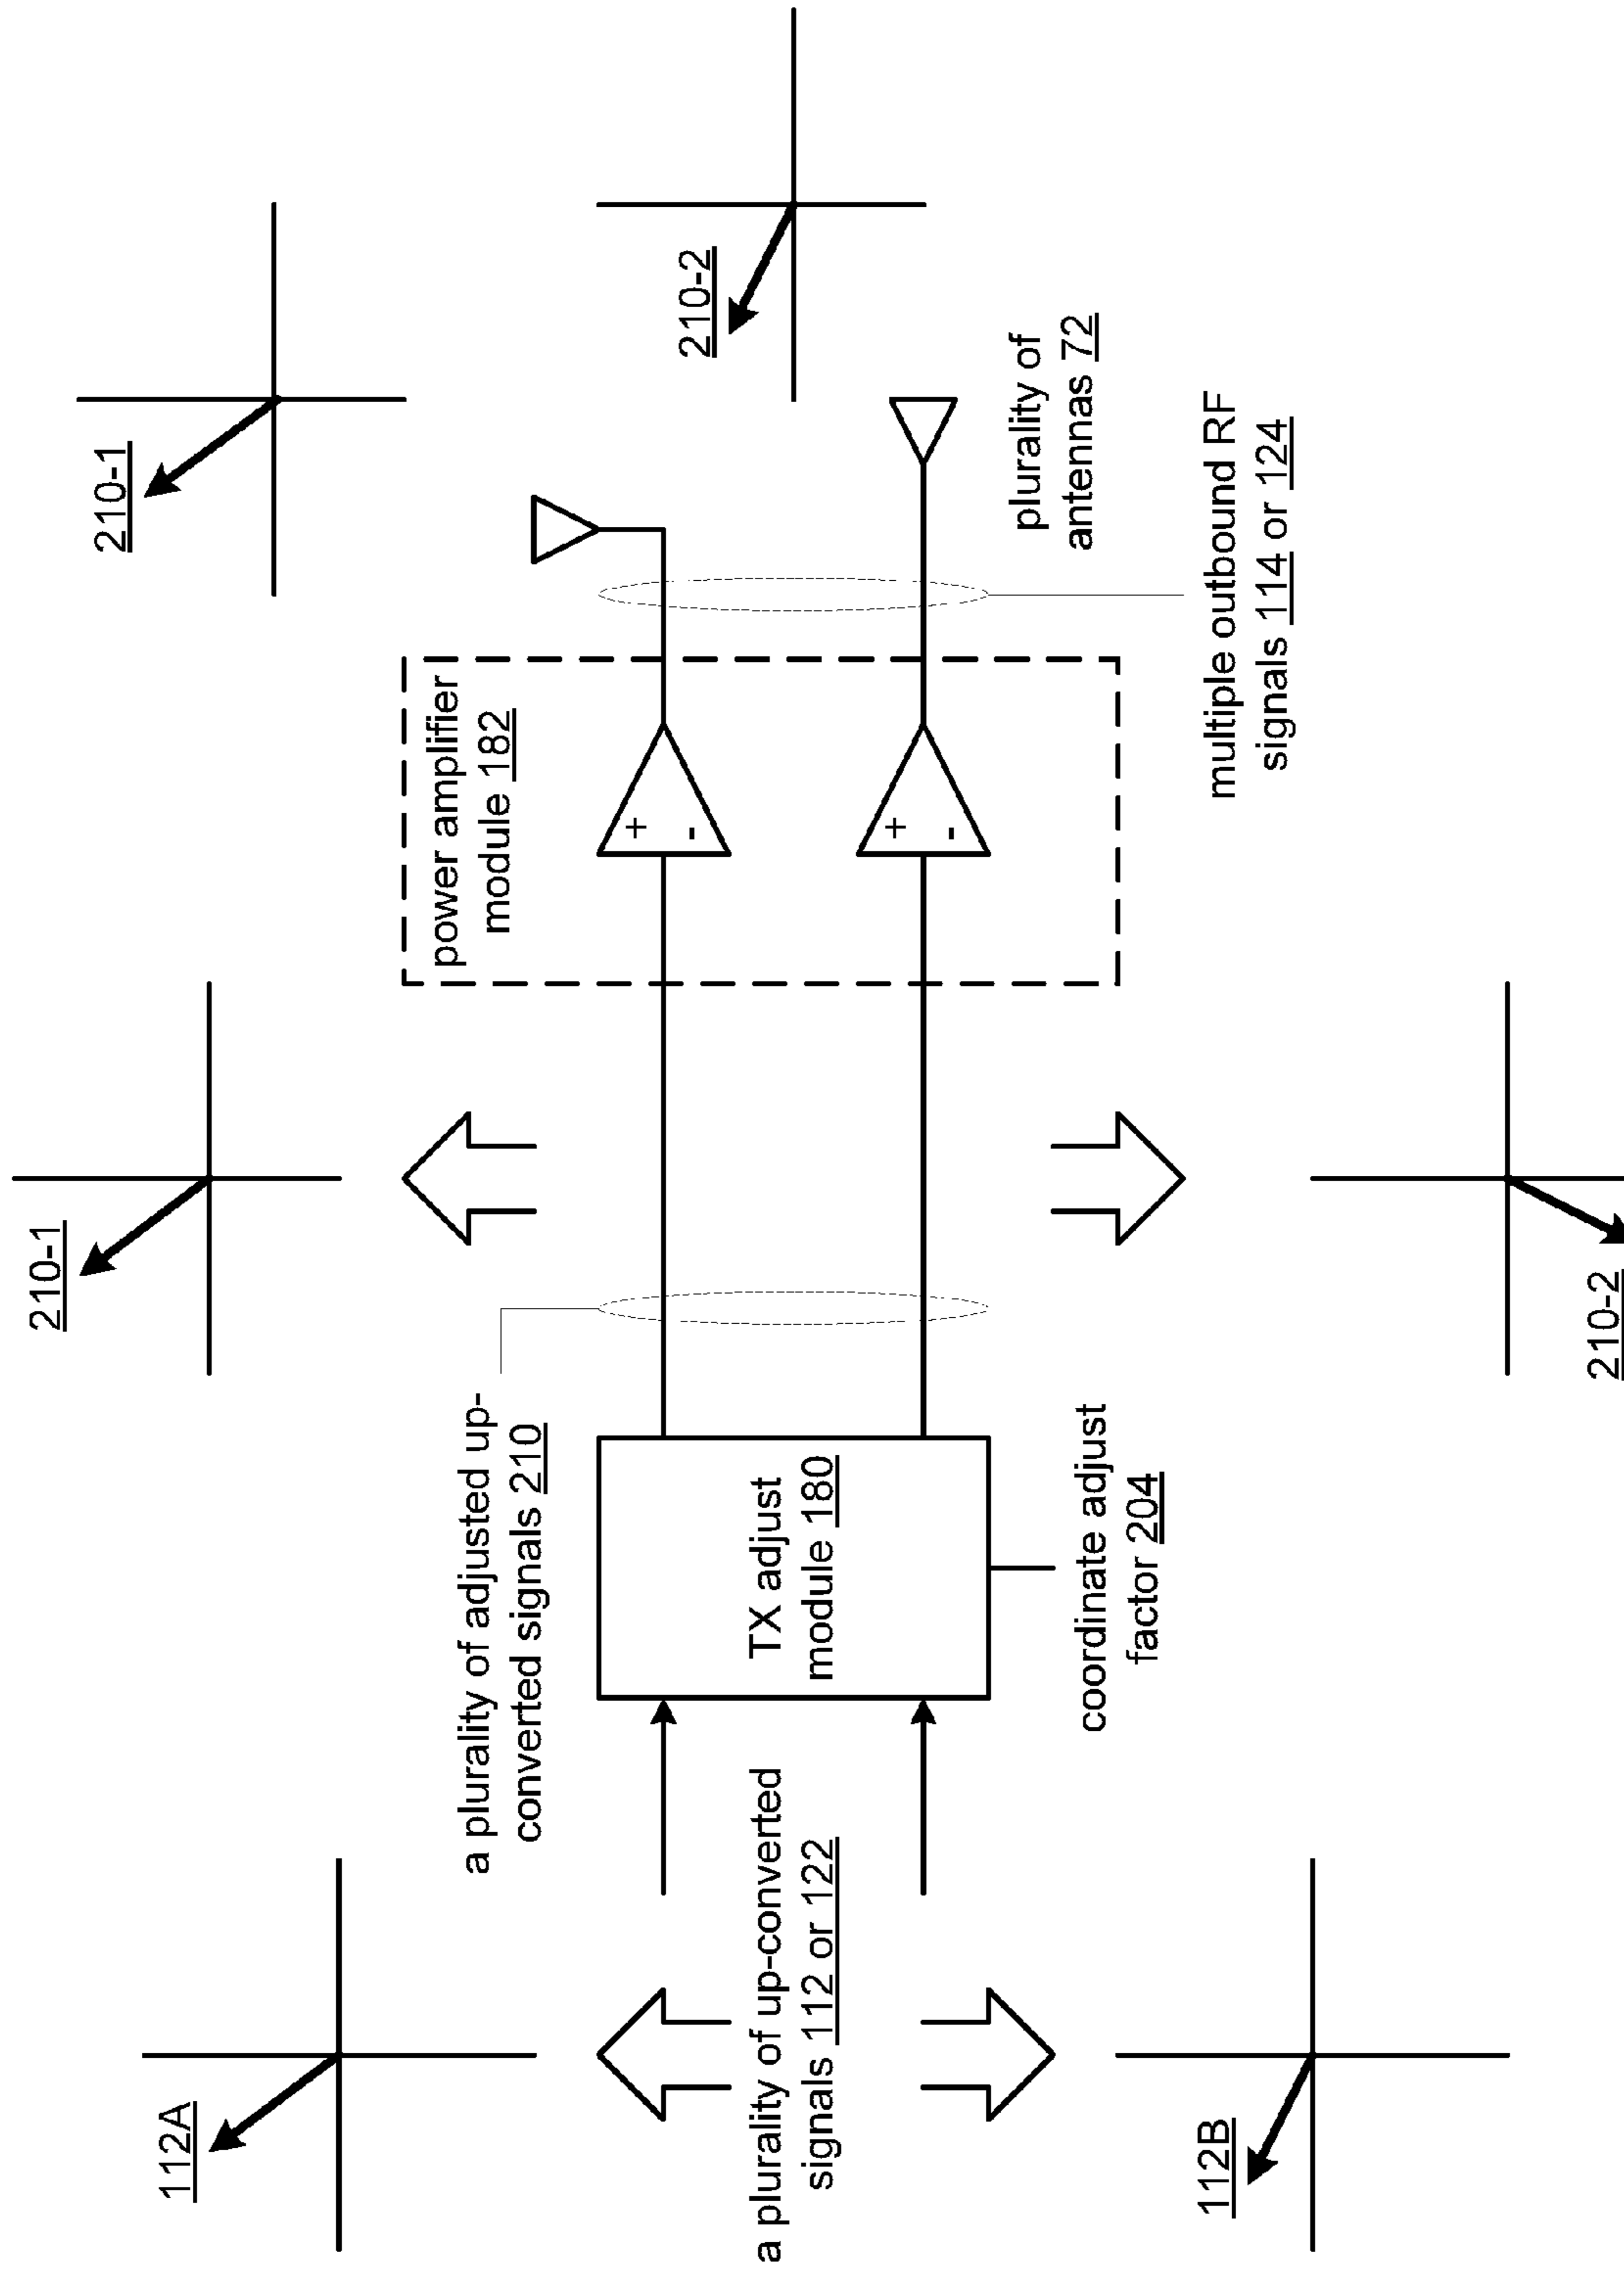 112A
112B
a plurality of up-converted
signals 112 or 122
a plurality of adjusted up-
converted signals 210
TX adjust
module 180
coordinate adjust
factor 204
210-1
210-2
power amplifier
module 182
+
-
+
-
multiple outbound RF
signals 114 or 124
plurality of
antennas 72
210-1
210-2